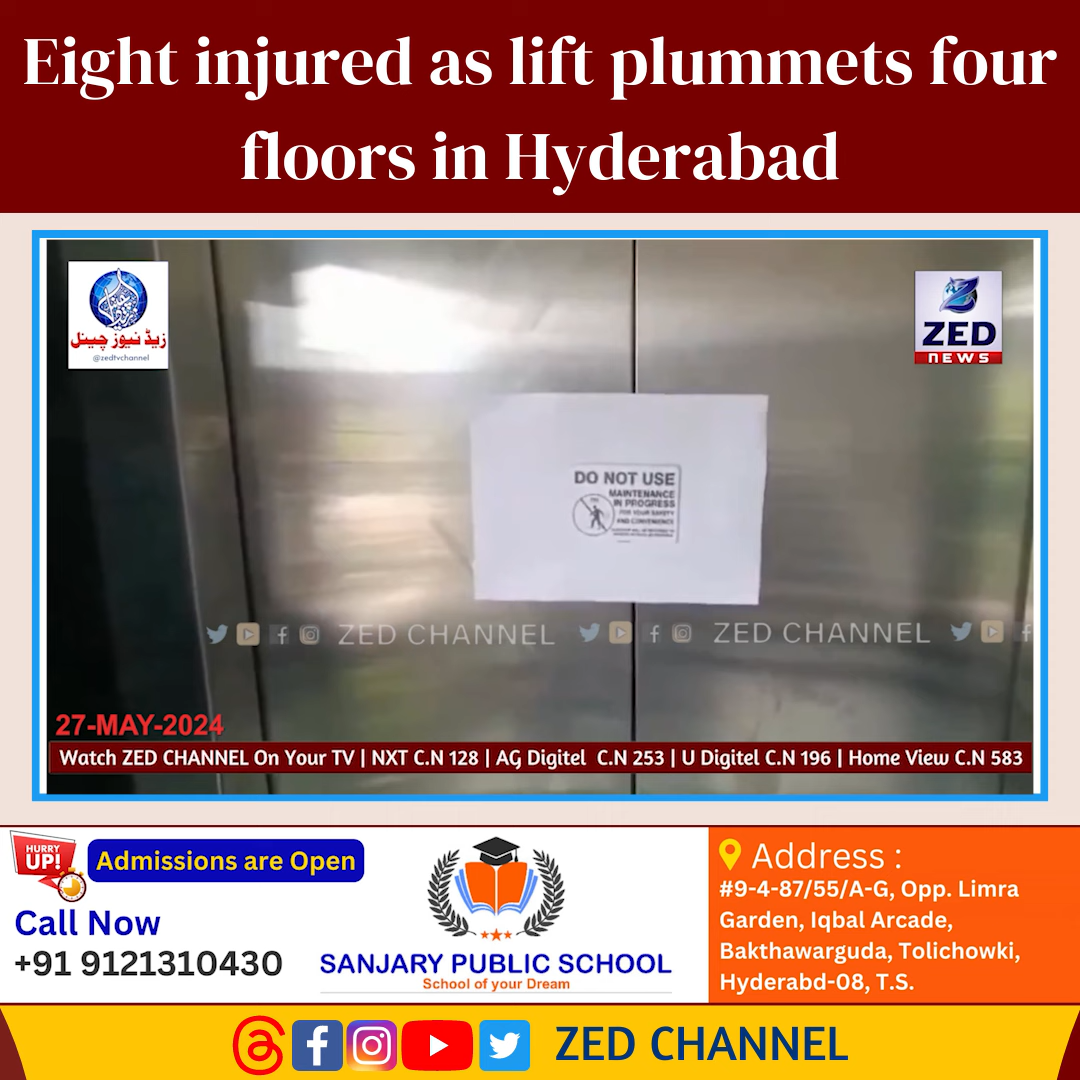 Eight injured as lift plummets four
floors in Hyderabad
زیڈ نیوز چینل
@zedtvchannel
ZED
NEWS
DO NOT USE
MAINTENANCE
IN PROGRESS
FOR YOUR SAFETY
AND CONVENIENCE
ZED CHANNEL
ZED CHANNEL
27-MAY-2024
Watch ZED CHANNEL On Your TV | NXT C.N 128 | AG Digitel C.N 253 | U Digitel C.N 196 | Home View C.N 583
HURRY
UP!
Admissions are Open
Call Now
+91 9121310430
SANJARY PUBLIC SCHOOL
School of your Dream
Address :
#9-4-87/55/A-G, Opp. Limra
Garden, Iqbal Arcade,
Bakthawarguda, Tolichowki,
Hyderabd-08, T.S.
ZED CHANNEL